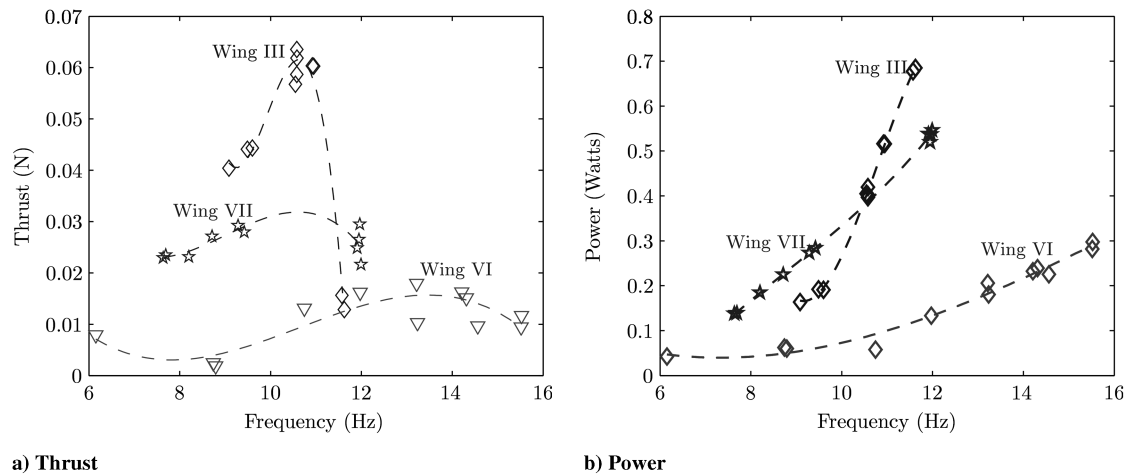 0.07
0.06
0.05
0.04
0.03
0.02
0.01
0
Thrust (N)
Wing III
Wing VII
Wing VI
6 8 10 12 14 16
Frequency (Hz)
a) Thrust
0.8
0.7
0.6
0.5
0.4
0.3
0.2
0.1
0
Power (Watts)
Wing III
Wing VII
Wing VI
6 8 10 12 14 16
Frequency (Hz)
b) Power